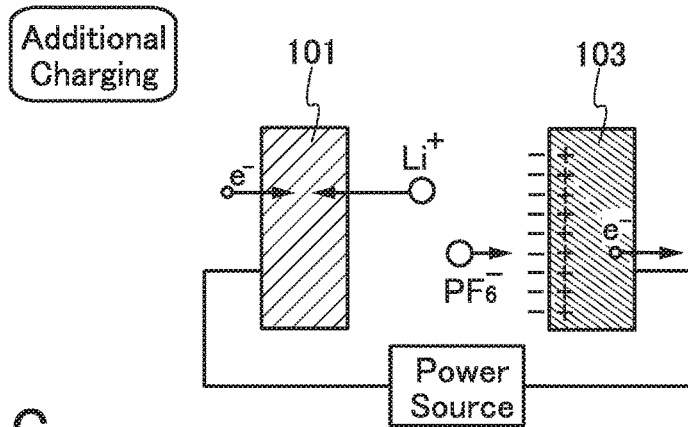 Additional
Charging
101
103
e⁻
Li⁺
PF₆⁻
e⁻
Power
Source